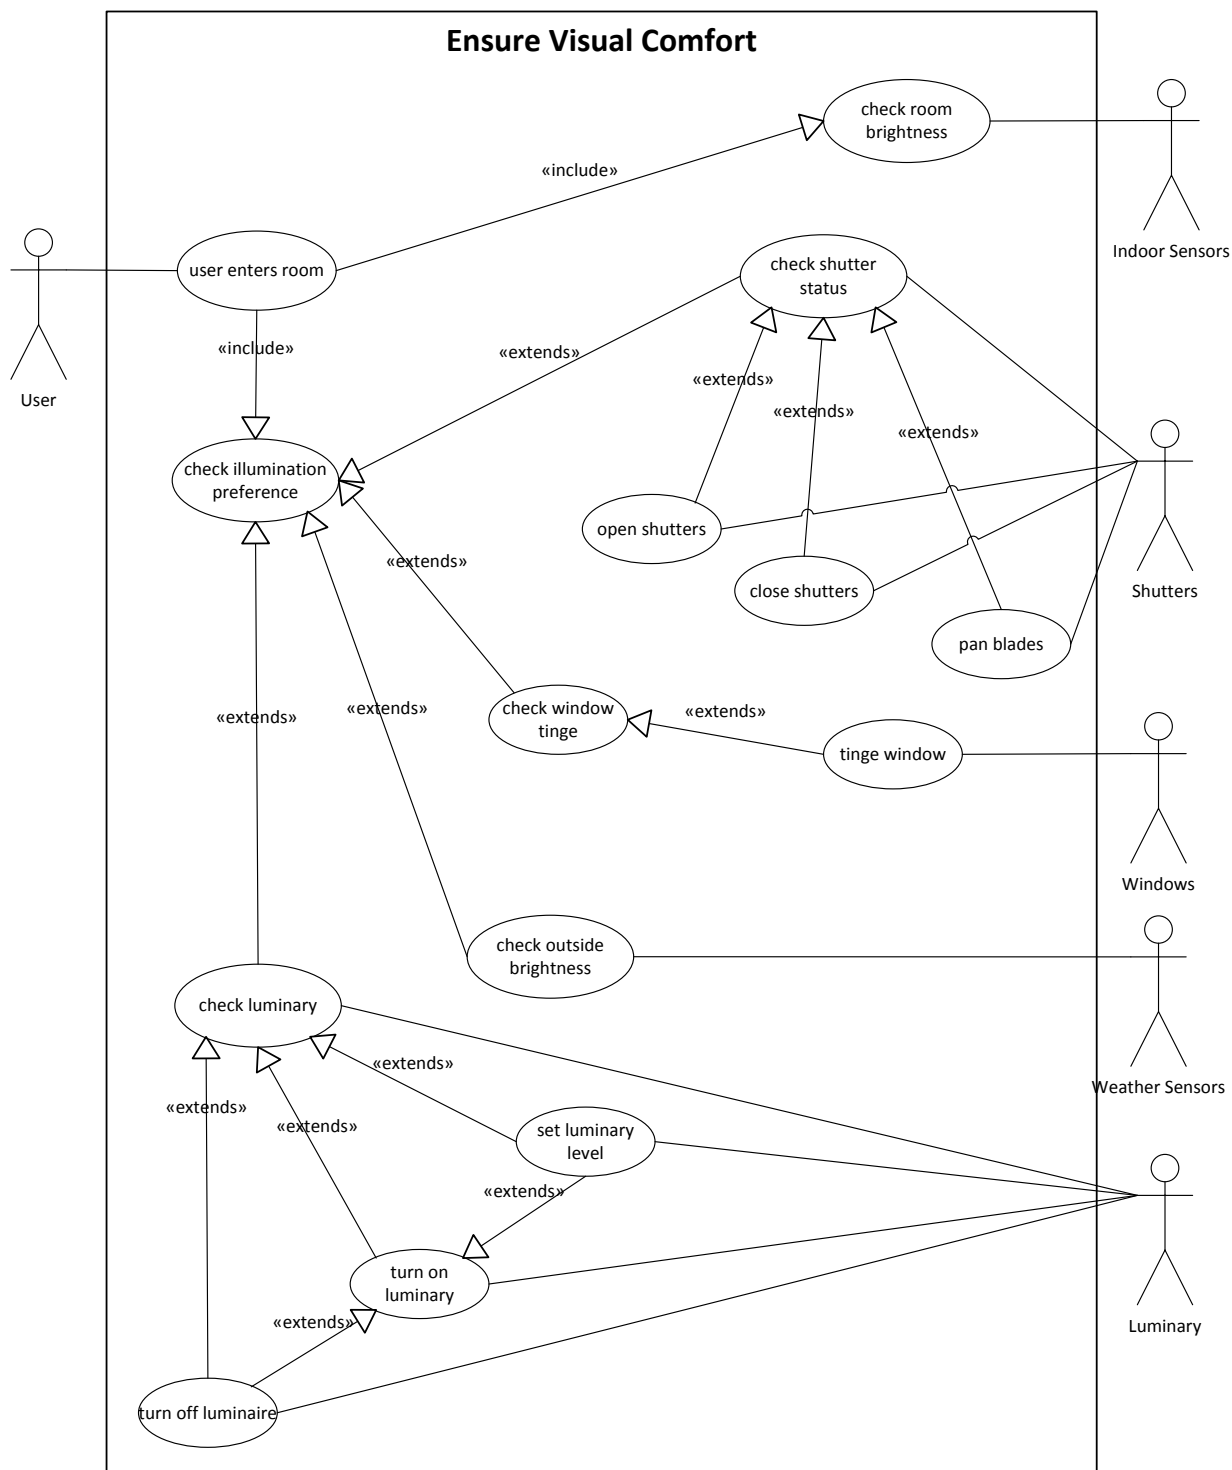 Ensure Visual Comfort
check room
brightness
«include»
Indoor Sensors
user enters room
check shutter
status
«include»
«extends»
User
«extends»
«extends»
«extends»
check illumination
preference
open shutters
«extends»
close shutters
Shutters
pan blades
«extends»
«extends»
check window
tinge
«extends»
tinge window
Windows
check outside
brightness
check luminary
«extends»
Weather Sensors
«extends»
«extends»
set luminary
level
«extends»
turn on
luminary
«extends»
Luminary
turn off luminaire